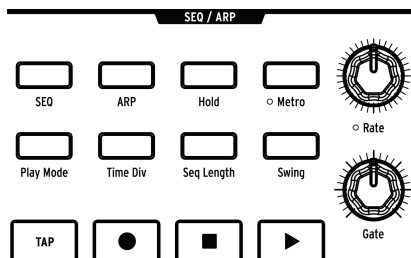 SEQ / ARP
SEQ ARP Hold Metro
Rate
Play Mode Time Div Seq Length Swing
Gate
TAP